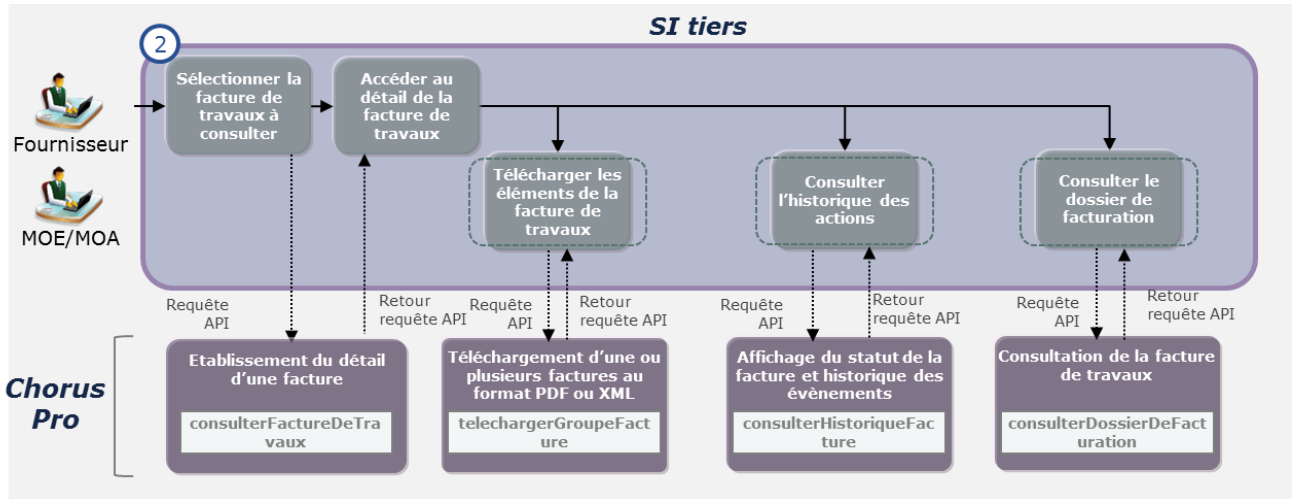 SI tiers
2
Sélectionner la
facture de
travaux à
consulter
Accéder au
détail de la
facture de
travaux
Fournisseur
MOE/MOA
Télécharger les
éléments de la
facture de
travaux
Consulter
l'historique des
actions
Consulter le
dossier de
facturation
Requête
API
Retour
requête API
Requête
API
Retour
requête API
Requête
API
Retour
requête API
Requête
API
Retour
requête API
Chorus
Pro
Etablissement du détail
d'une facture
consulterFactureDeTra
vaux
Téléchargement d'une ou
plusieurs factures au
format PDF ou XML
telechargerGroupeFact
ure
Affichage du statut de la
facture et historique des
évènements
consulterHistoriqueFac
ture
Consultation de la facture
de travaux
consulterDossierDeFact
uration